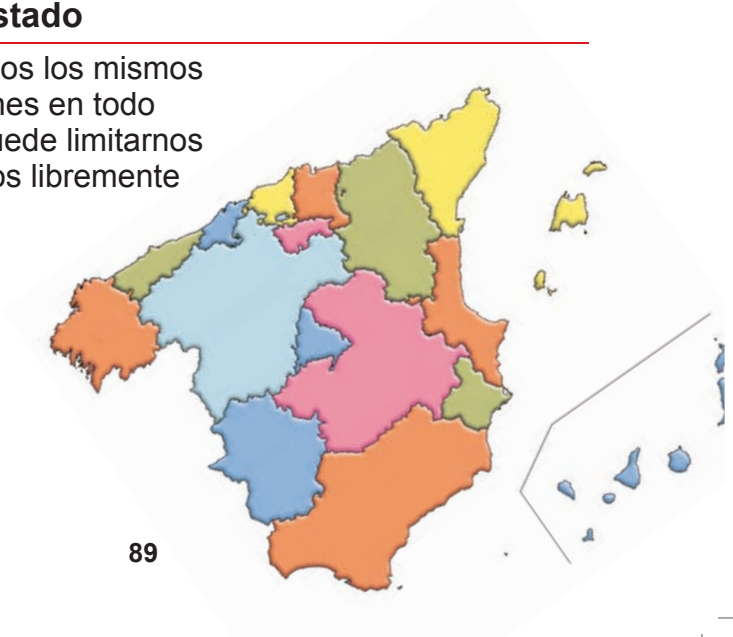 stado
os los mismos
nes en todo
uede limitarnos
os libremente
89